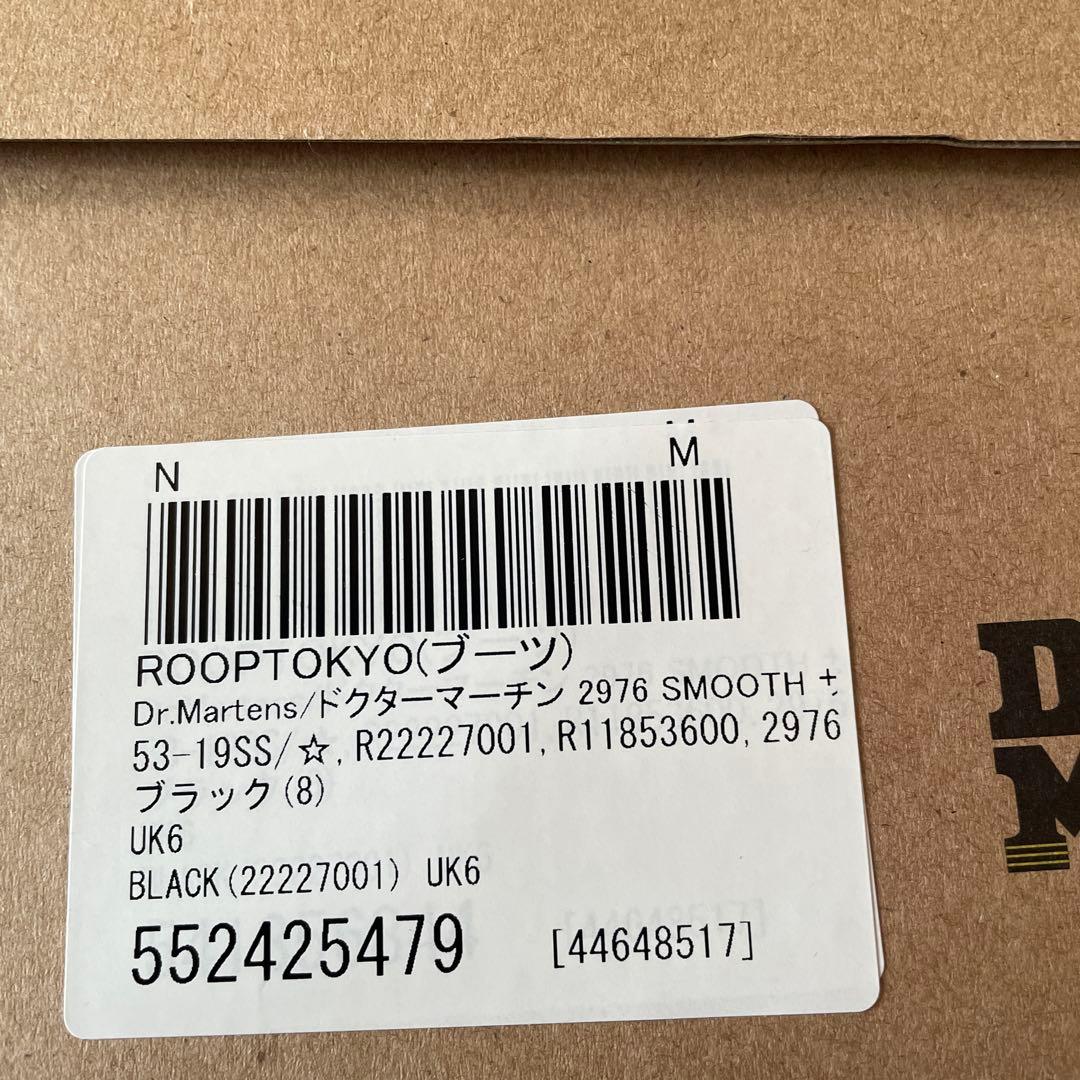 N M
ROOPTOKYO(ブーツ)
Dr.Martens/ドクターマーチン 2976 SMOOTH
53-19SS/☆,R22227001,R11853600,2976
ブラック(8)
UK6
BLACK(22227001) UK6
552425479 [44648517]
D
M